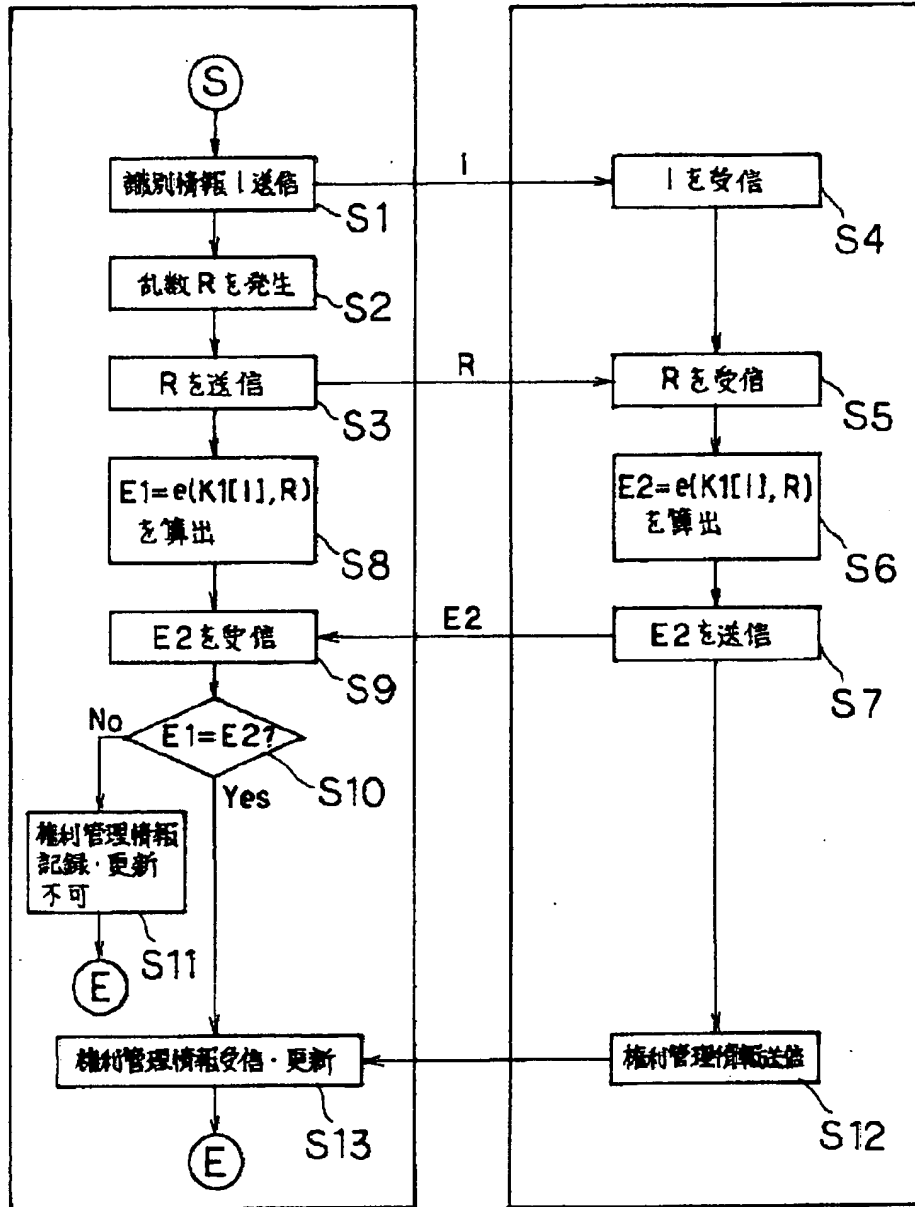 S
識別情報I送信
S1
I
Iを受信
S4
乱数Rを発生
S2
Rを送信
S3
R
Rを受信
S5
E1=e(K1[I],R)
を算出
S8
E2=e(K1[I],R)
を算出
S6
E2を受信
S9
E2
E2を送信
S7
E1=E2?
S10
No
Yes
権利管理情報
記録・更新
不可
S11
E
権利管理情報受信・更新
S13
権利管理情報送信
S12
E